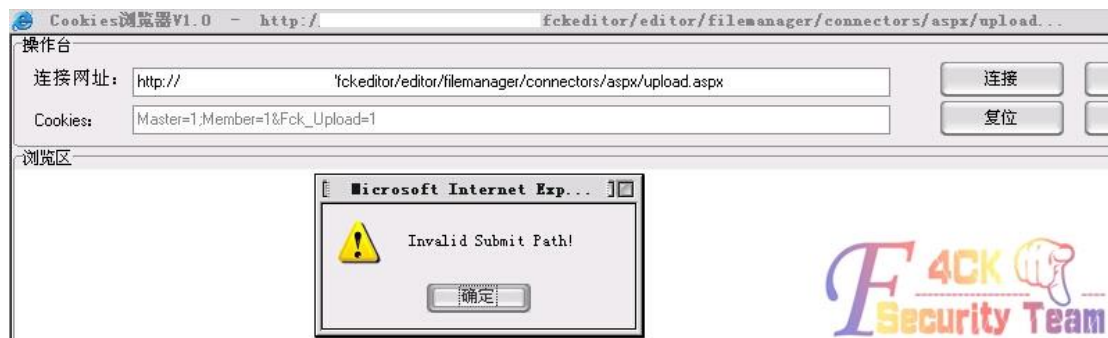 Cookies浏览器V1.0 - http:/ fckeditor/editor/filemanager/connectors/aspx/upload...
操作台
连接网址： http:// 'fckeditor/editor/filemanager/connectors/aspx/upload.aspx 连接
Cookies: Master=1;Member=1&Fck_Upload=1 复位
浏览区
Microsoft Internet Exp...
Invalid Submit Path!
确定
F4CK
Security Team